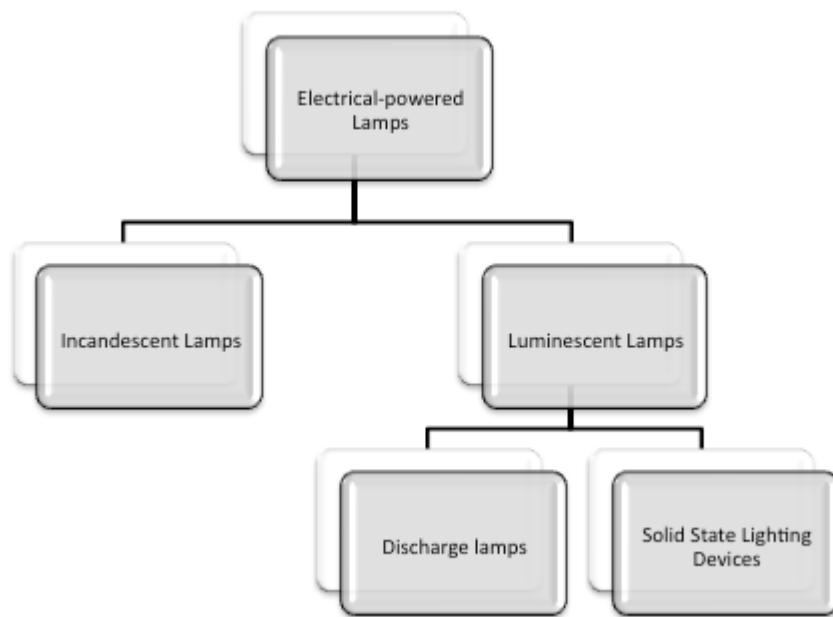 Electrical-powered
Lamps
Incandescent Lamps
Luminescent Lamps
Discharge lamps
Solid State Lighting
Devices